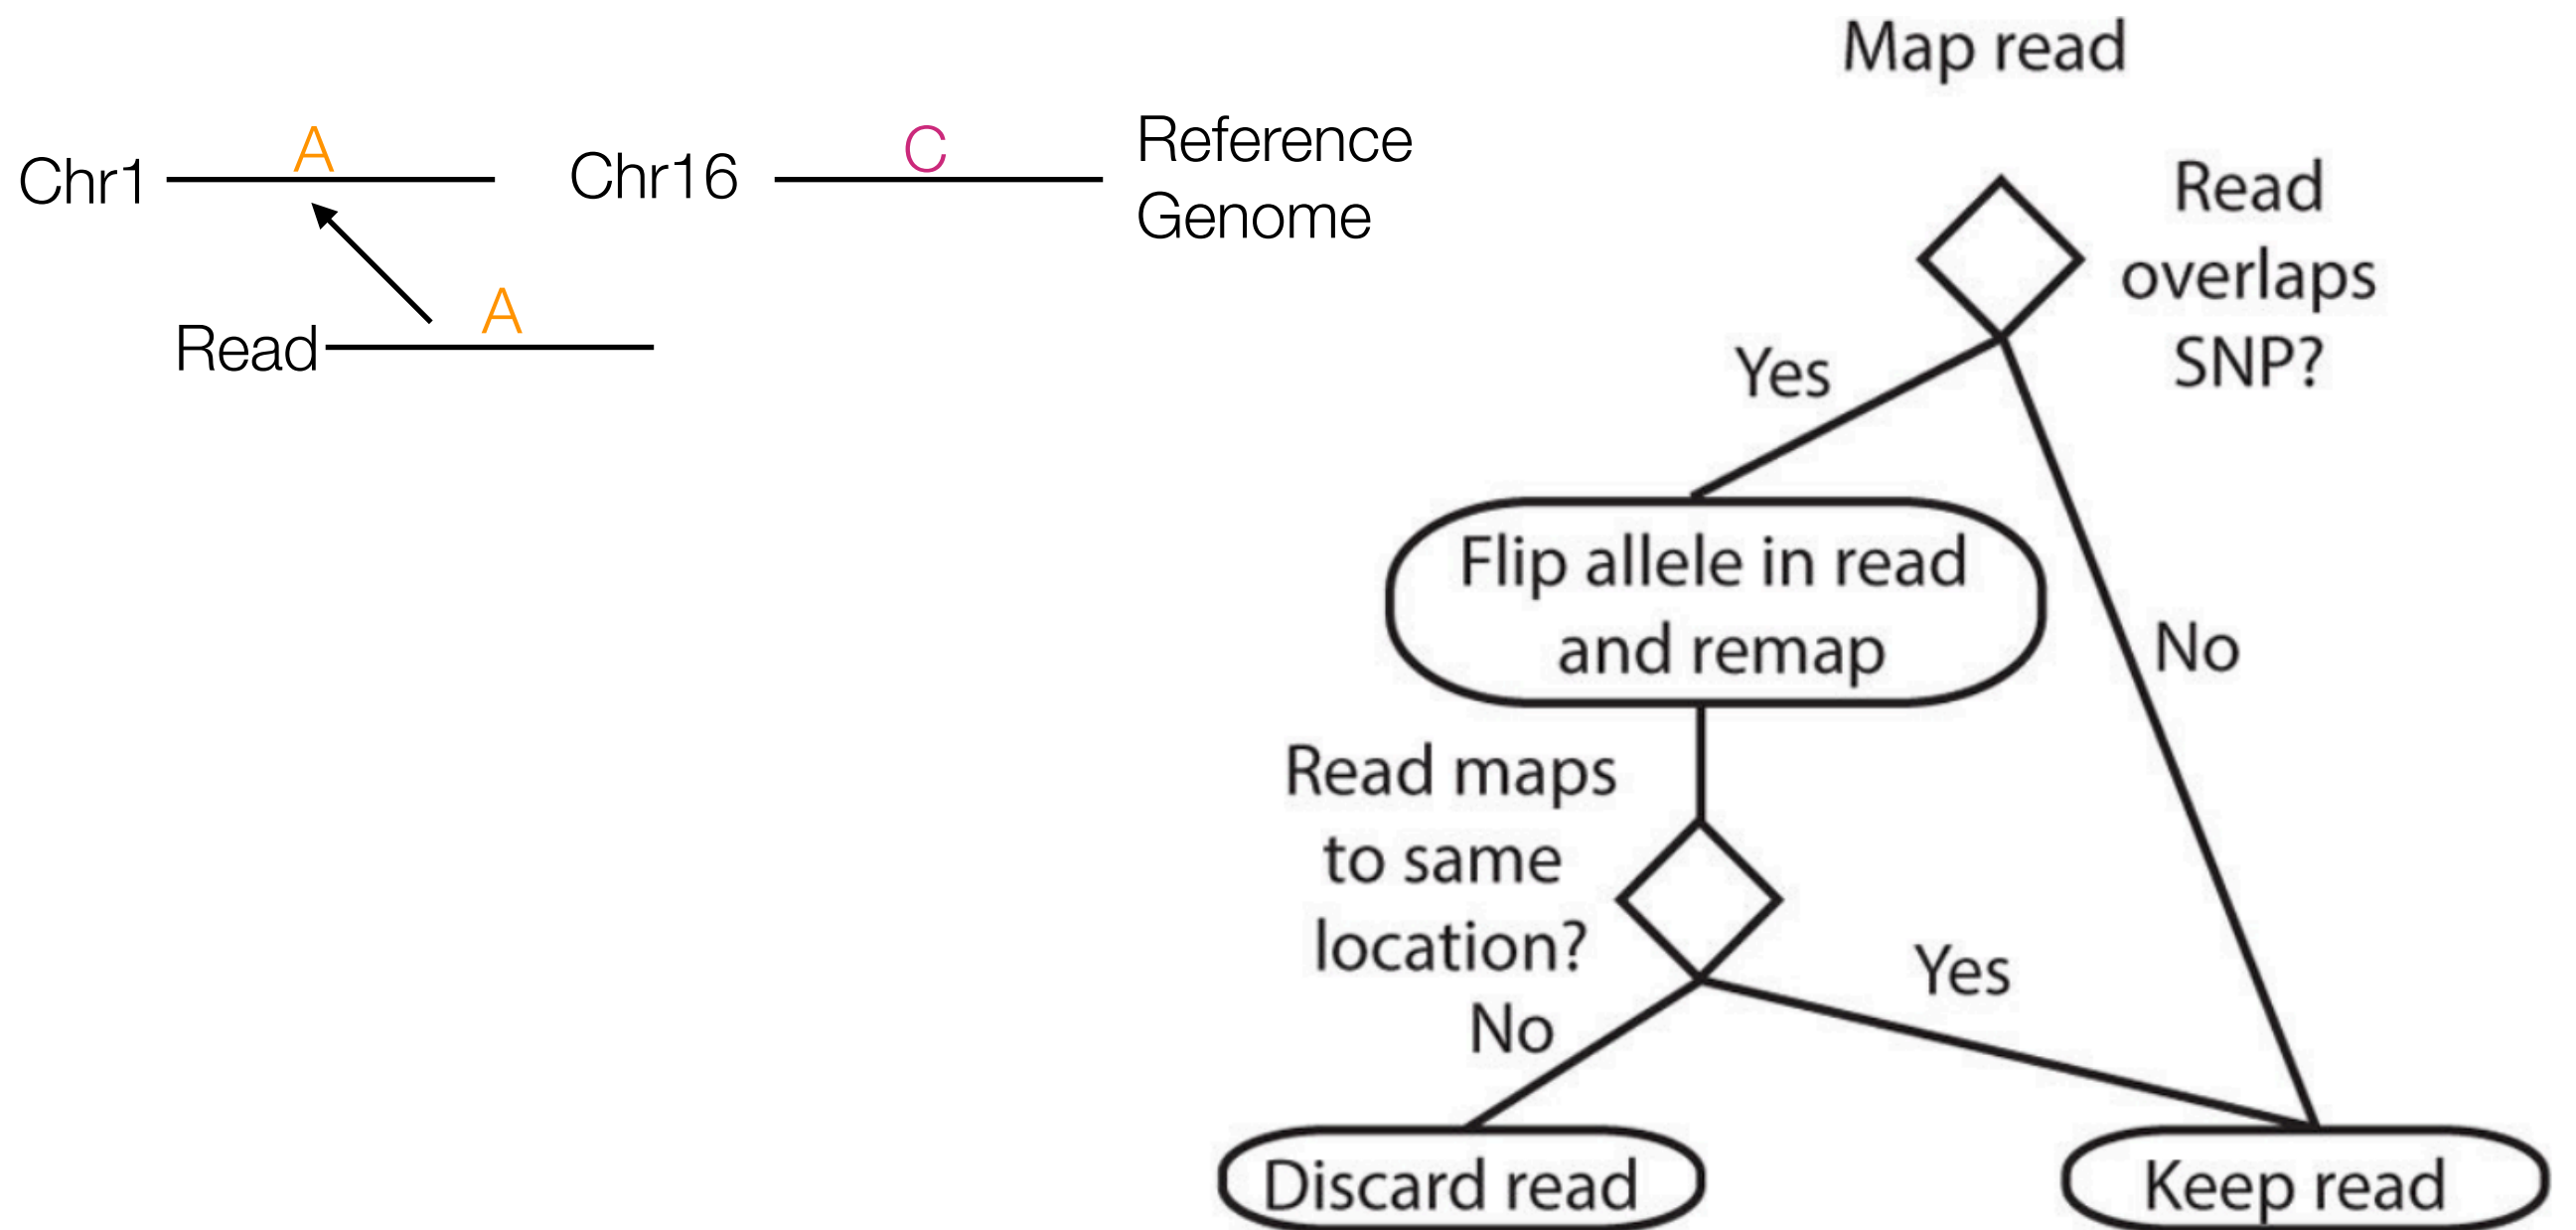 Chr1
A
Chr16
C
Reference
Genome
Read
A
Map read
Read
overlaps
SNP?
Yes
No
Flip allele in read
and remap
Read maps
to same
location?
No
Yes
Discard read
Keep read